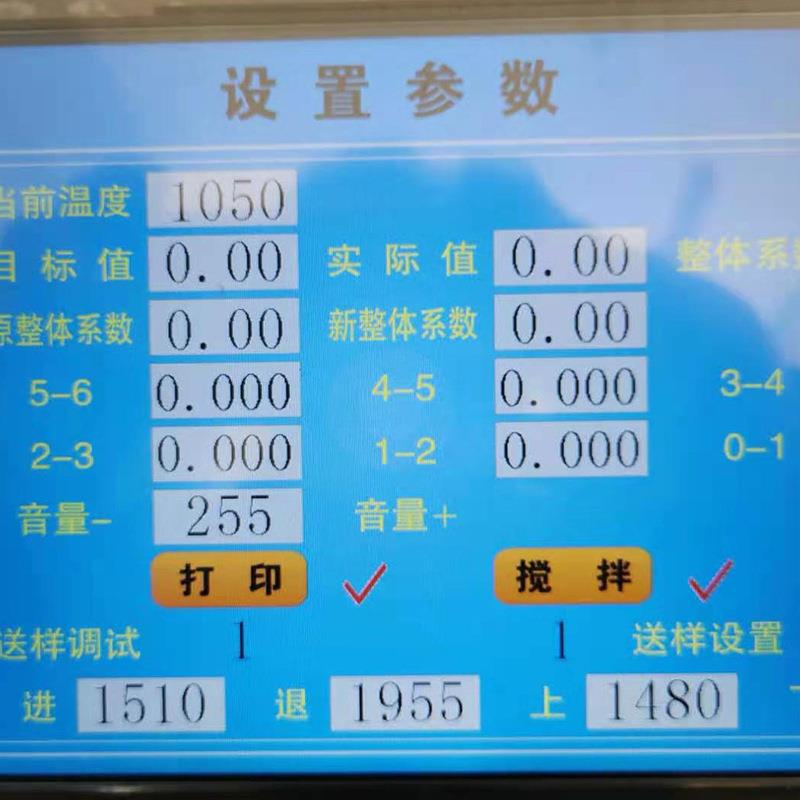 设置参数
当前温度 1050
目标值 0.00 实际值 0.00 整体系数
原整体系数 0.00 新整体系数 0.00
5-6 0.000 4-5 0.000 3-4
2-3 0.000 1-2 0.000 0-1
音量- 255 音量+
打印 搅拌
送样调试 1 1 送样设置
进 1510 退 1955 上 1480